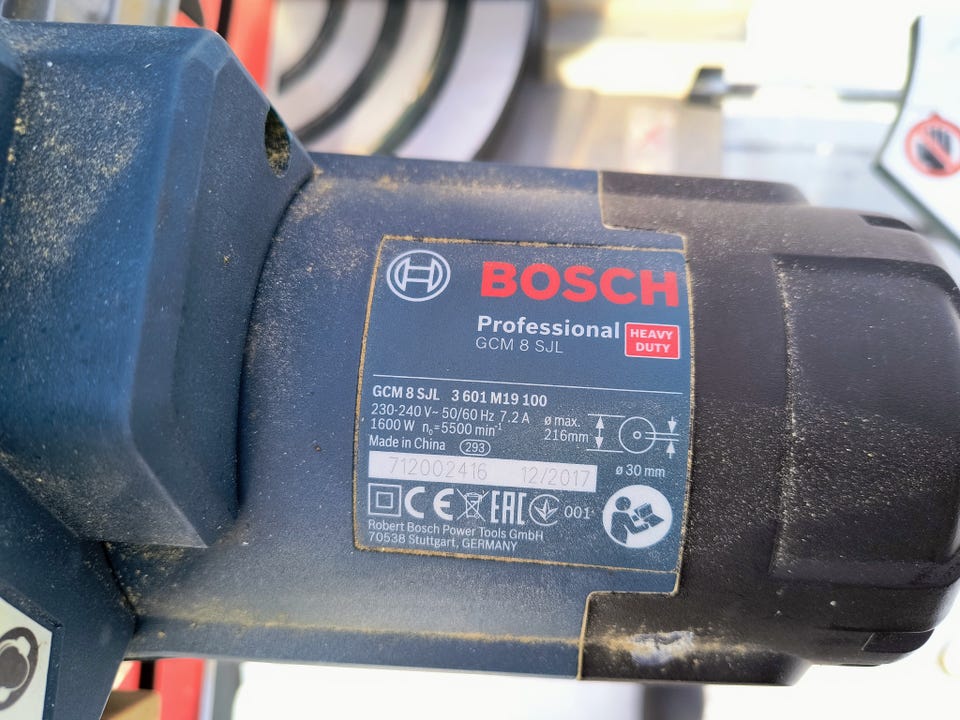 BOSCH
Professional HEAVY DUTY
GCM 8 SJL
GCM 8 SJL 3 601 M19 100
230-240 V~ 50/60 Hz 7.2 A
1600 W n₀=5500 min⁻¹
ø max.
216mm
Made in China 293
ø 30 mm
712002416 12/2017
CE EAC 001
Robert Bosch Power Tools GmbH
70538 Stuttgart, GERMANY